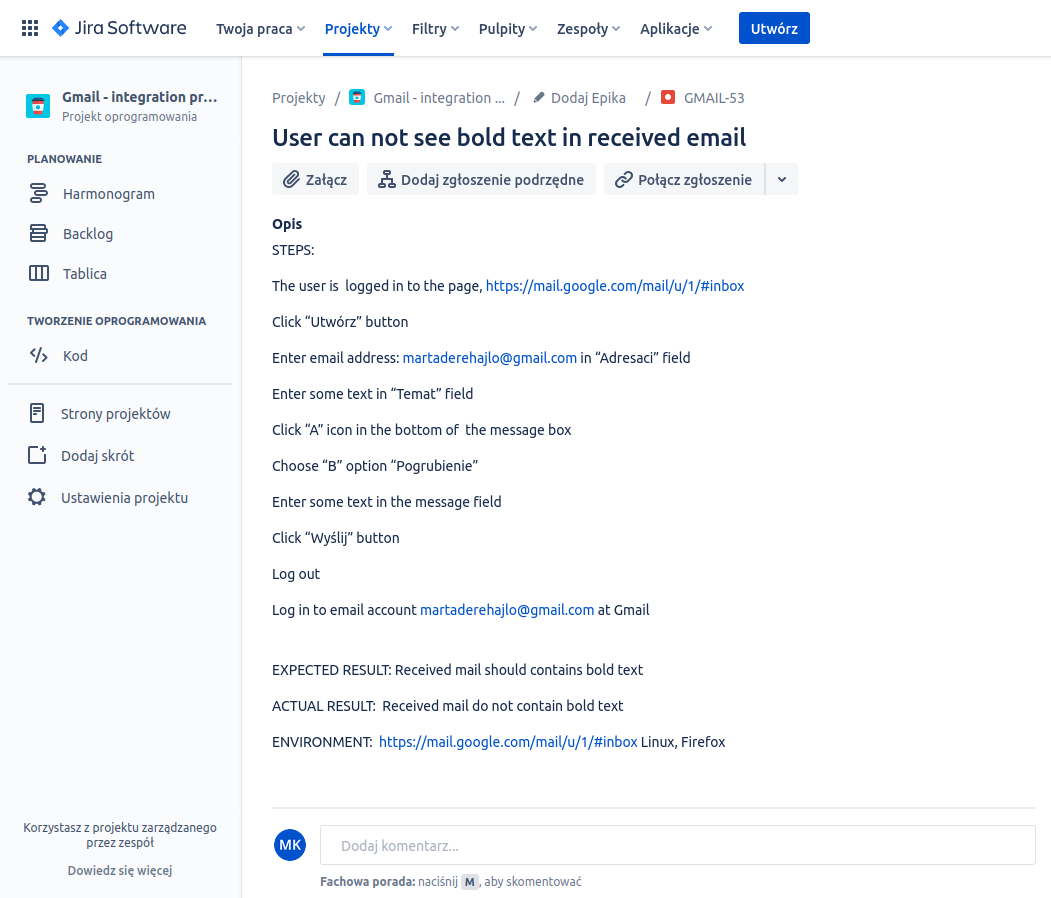 Jira Software Twoja praca Projekty Filtry Pulpity Zespoły Aplikacje Utwórz
Gmail - integration pr...
Projekt oprogramowania
PLANOWANIE
Harmonogram
Backlog
Tablica
TWORZENIE OPROGRAMOWANIA
Kod
Strony projektów
Dodaj skrót
Ustawienia projektu
Korzystasz z projektu zarządzanego
przez zespół
Dowiedz się więcej
Projekty / Gmail - integration ... / Dodaj Epika / GMAIL-53
User can not see bold text in received email
Załącz Dodaj zgłoszenie podrzędne Połącz zgłoszenie
Opis
STEPS:
The user is  logged in to the page, https://mail.google.com/mail/u/1/#inbox
Click “Utwórz” button
Enter email address: martaderehajlo@gmail.com in “Adresaci” field
Enter some text in “Temat” field
Click “A” icon in the bottom of  the message box
Choose “B” option “Pogrubienie”
Enter some text in the message field
Click “Wyślij” button
Log out
Log in to email account martaderehajlo@gmail.com at Gmail
EXPECTED RESULT: Received mail should contains bold text
ACTUAL RESULT:  Received mail do not contain bold text
ENVIRONMENT:  https://mail.google.com/mail/u/1/#inbox Linux, Firefox
MK Dodaj komentarz...
Fachowa porada: naciśnij M, aby skomentować